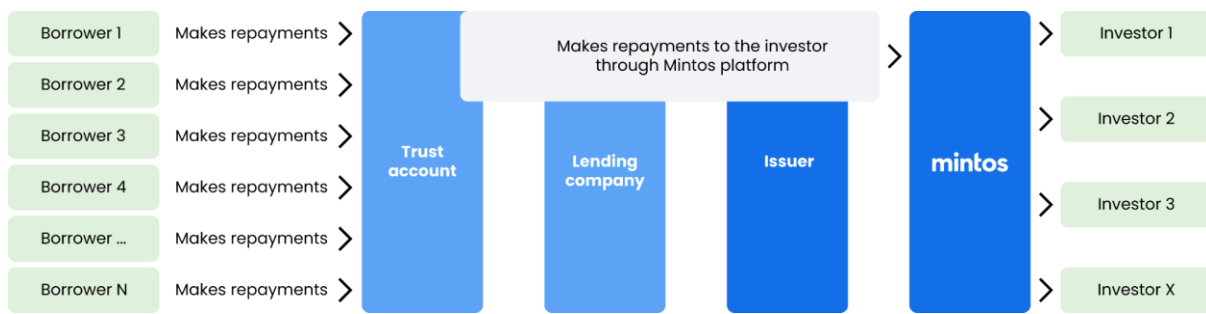 Borrower 1
Makes repayments
Borrower 2
Makes repayments
Borrower 3
Makes repayments
Borrower 4
Makes repayments
Borrower ...
Makes repayments
Borrower N
Makes repayments
Trust
account
Makes repayments to the investor
through Mintos platform
Lending
company
Issuer
mintos
Investor 1
Investor 2
Investor 3
Investor X